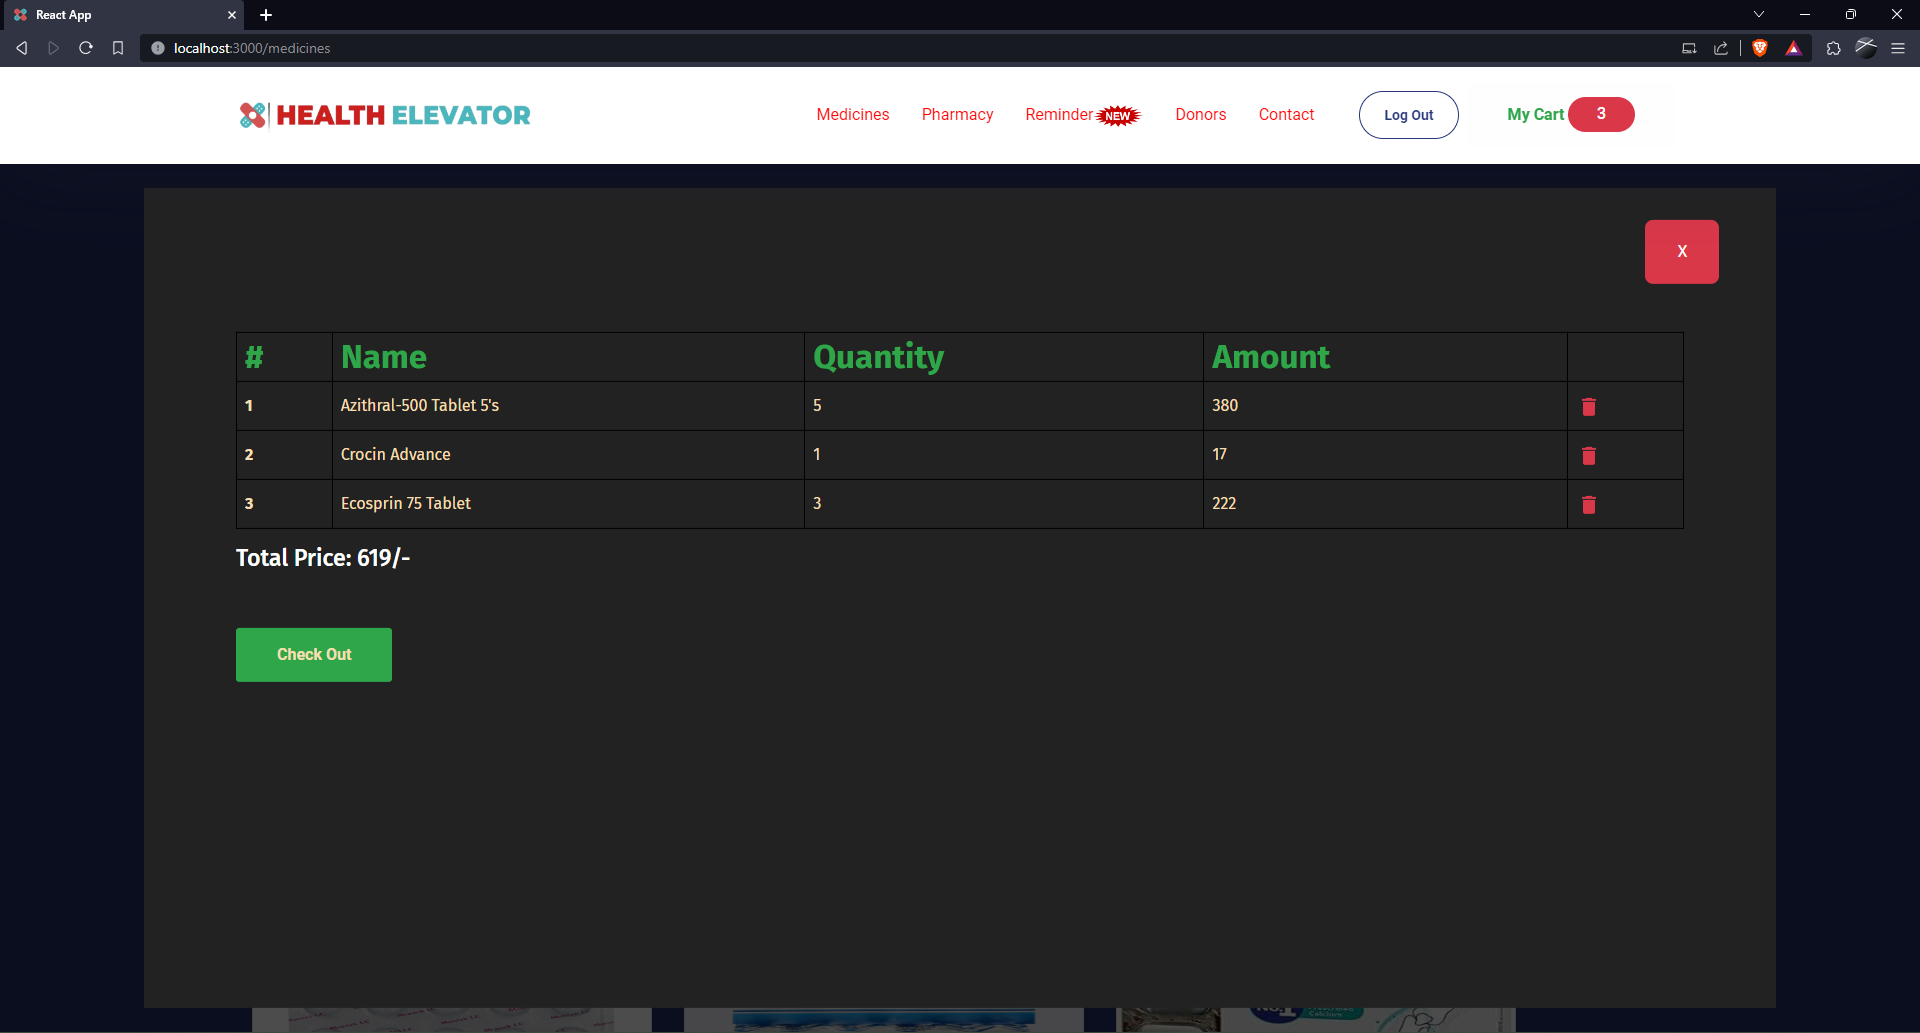 React App
localhost:3000/medicines
HEALTH ELEVATOR
Medicines Pharmacy Reminder NEW Donors Contact Log Out My Cart 3
X
# Name Quantity Amount
1 Azithral-500 Tablet 5's 5 380
2 Crocin Advance 1 17
3 Ecosprin 75 Tablet 3 222
Total Price: 619/-
Check Out